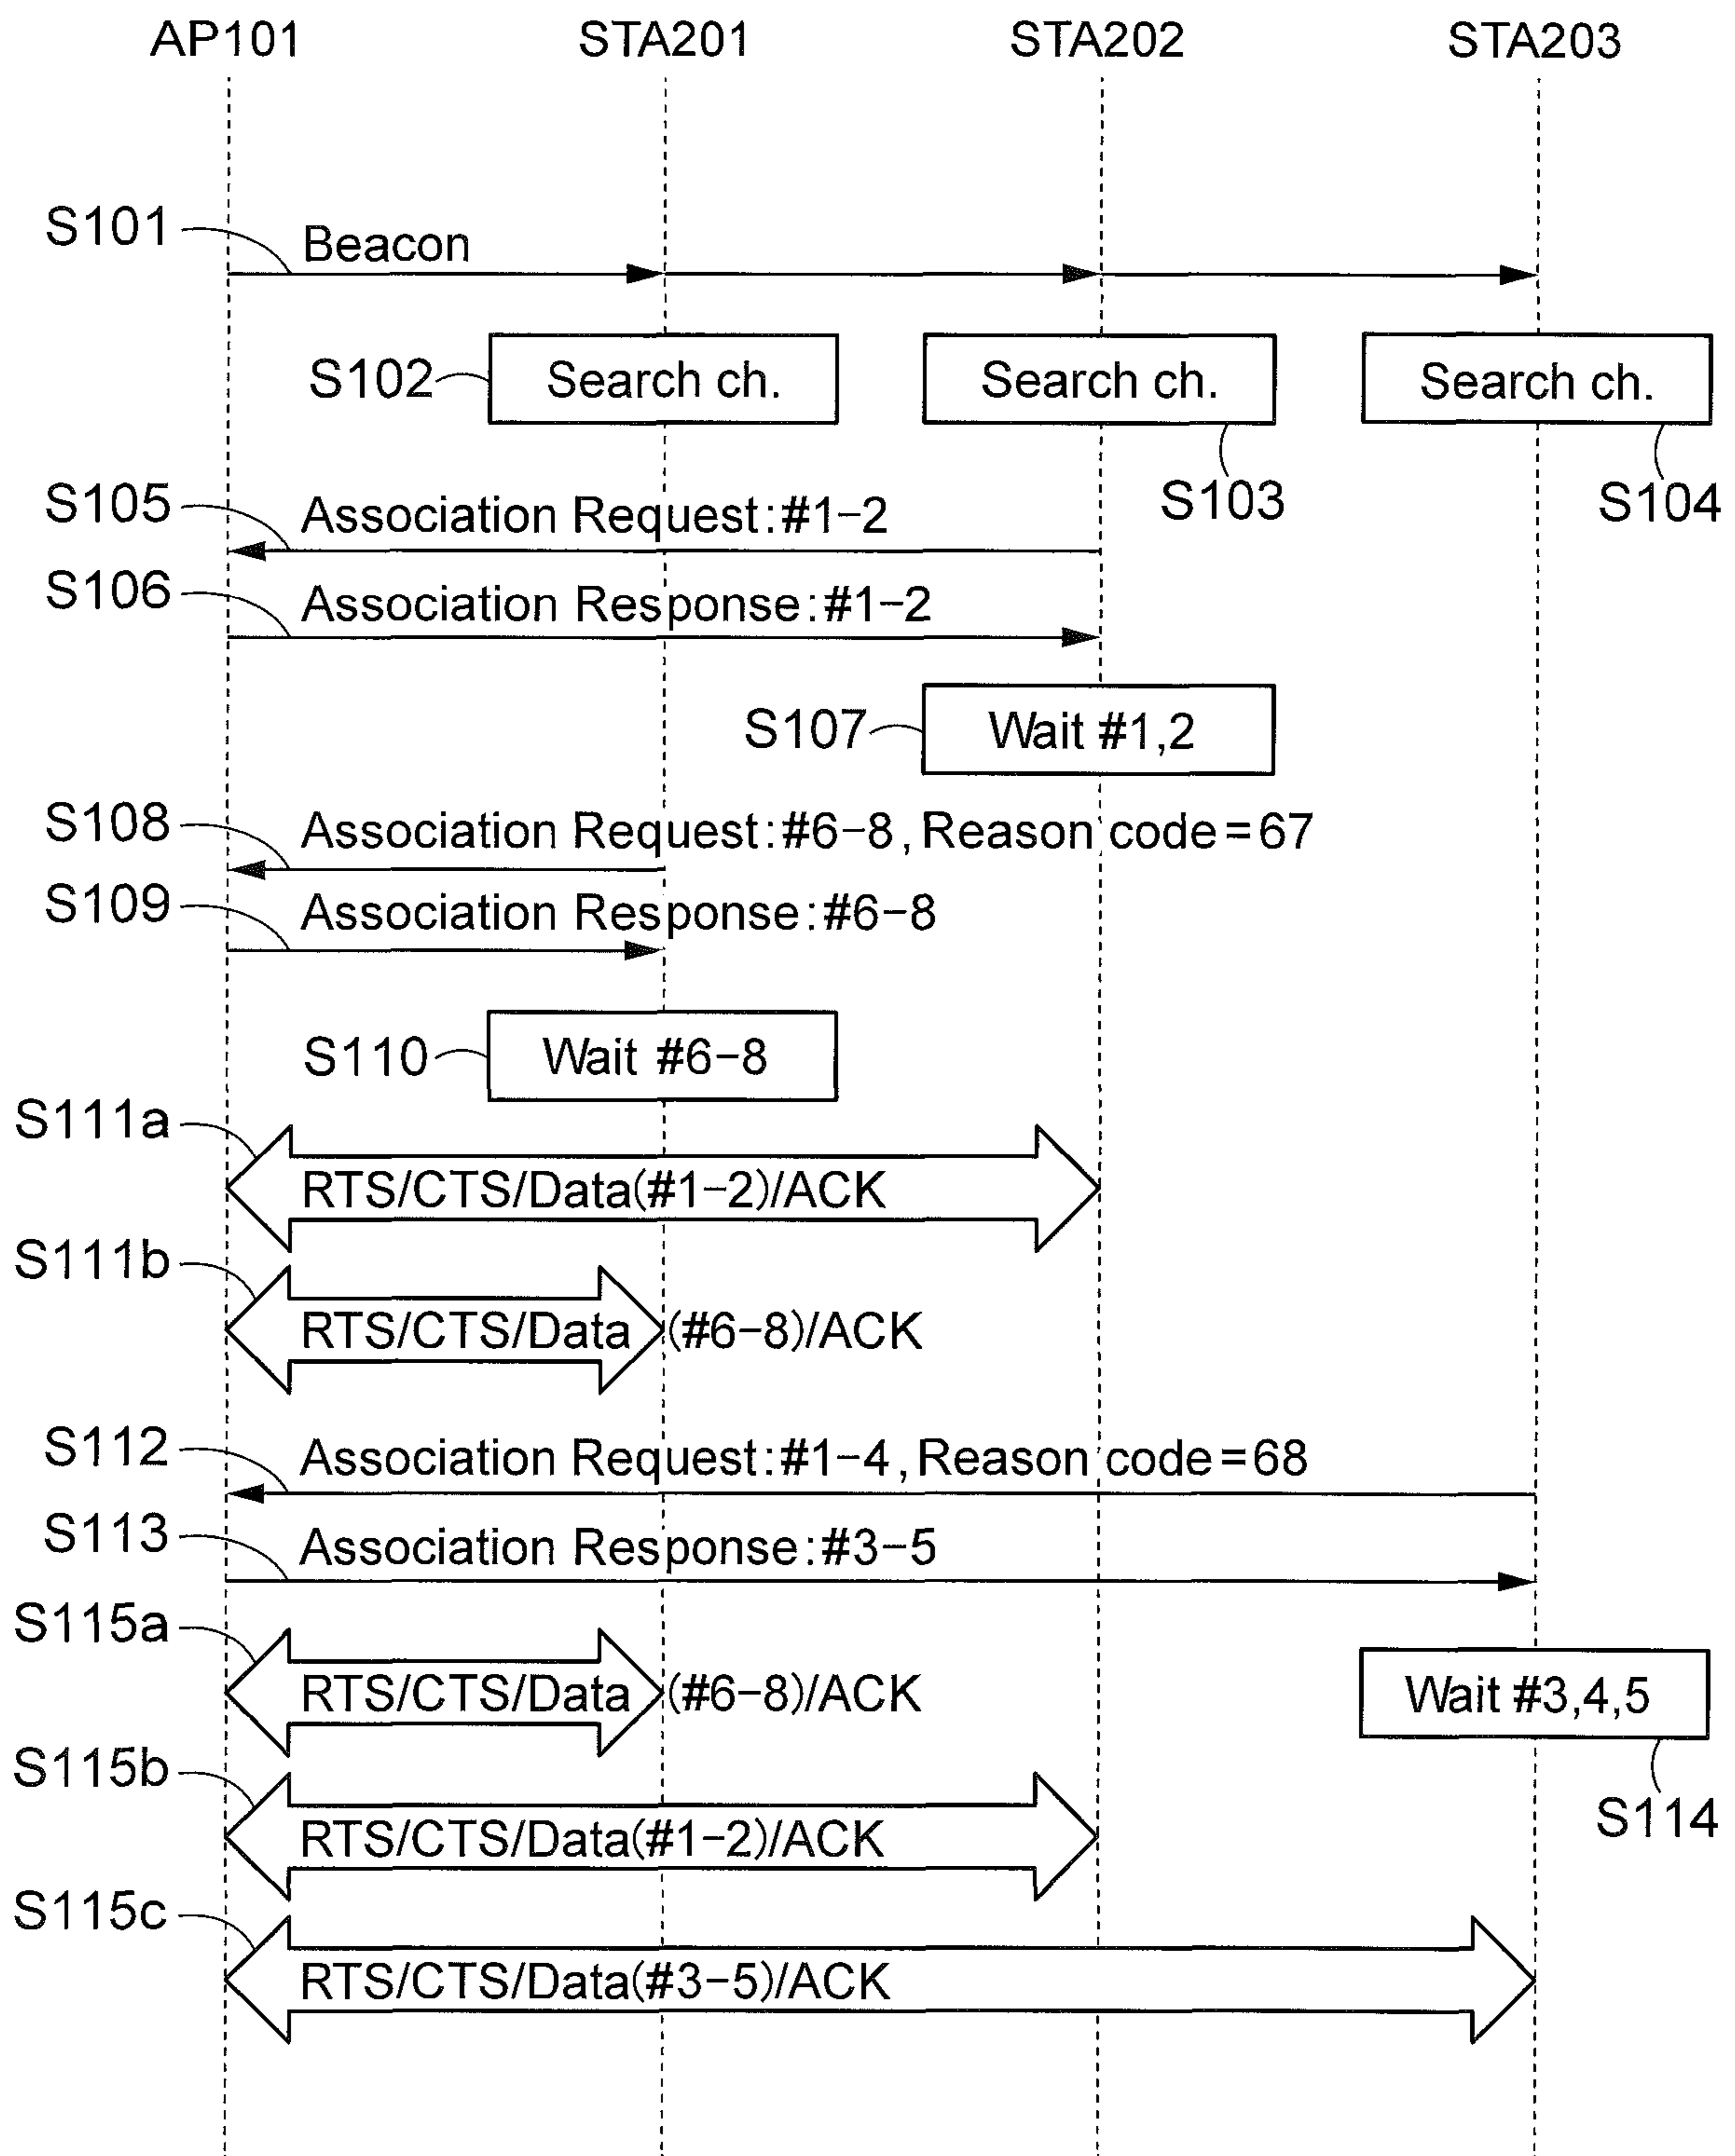 AP101 STA201 STA202 STA203
S101 Beacon
S102 Search ch. Search ch. Search ch.
S103 S104
S105 Association Request:#1-2
S106 Association Response:#1-2
S107 Wait #1,2
S108 Association Request:#6-8, Reason code=67
S109 Association Response:#6-8
S110 Wait #6-8
S111a
RTS/CTS/Data(#1-2)/ACK
S111b
RTS/CTS/Data (#6-8)/ACK
S112 Association Request:#1-4, Reason code=68
S113 Association Response:#3-5
S115a
RTS/CTS/Data (#6-8)/ACK Wait #3,4,5
S115b S114
RTS/CTS/Data(#1-2)/ACK
S115c
RTS/CTS/Data(#3-5)/ACK